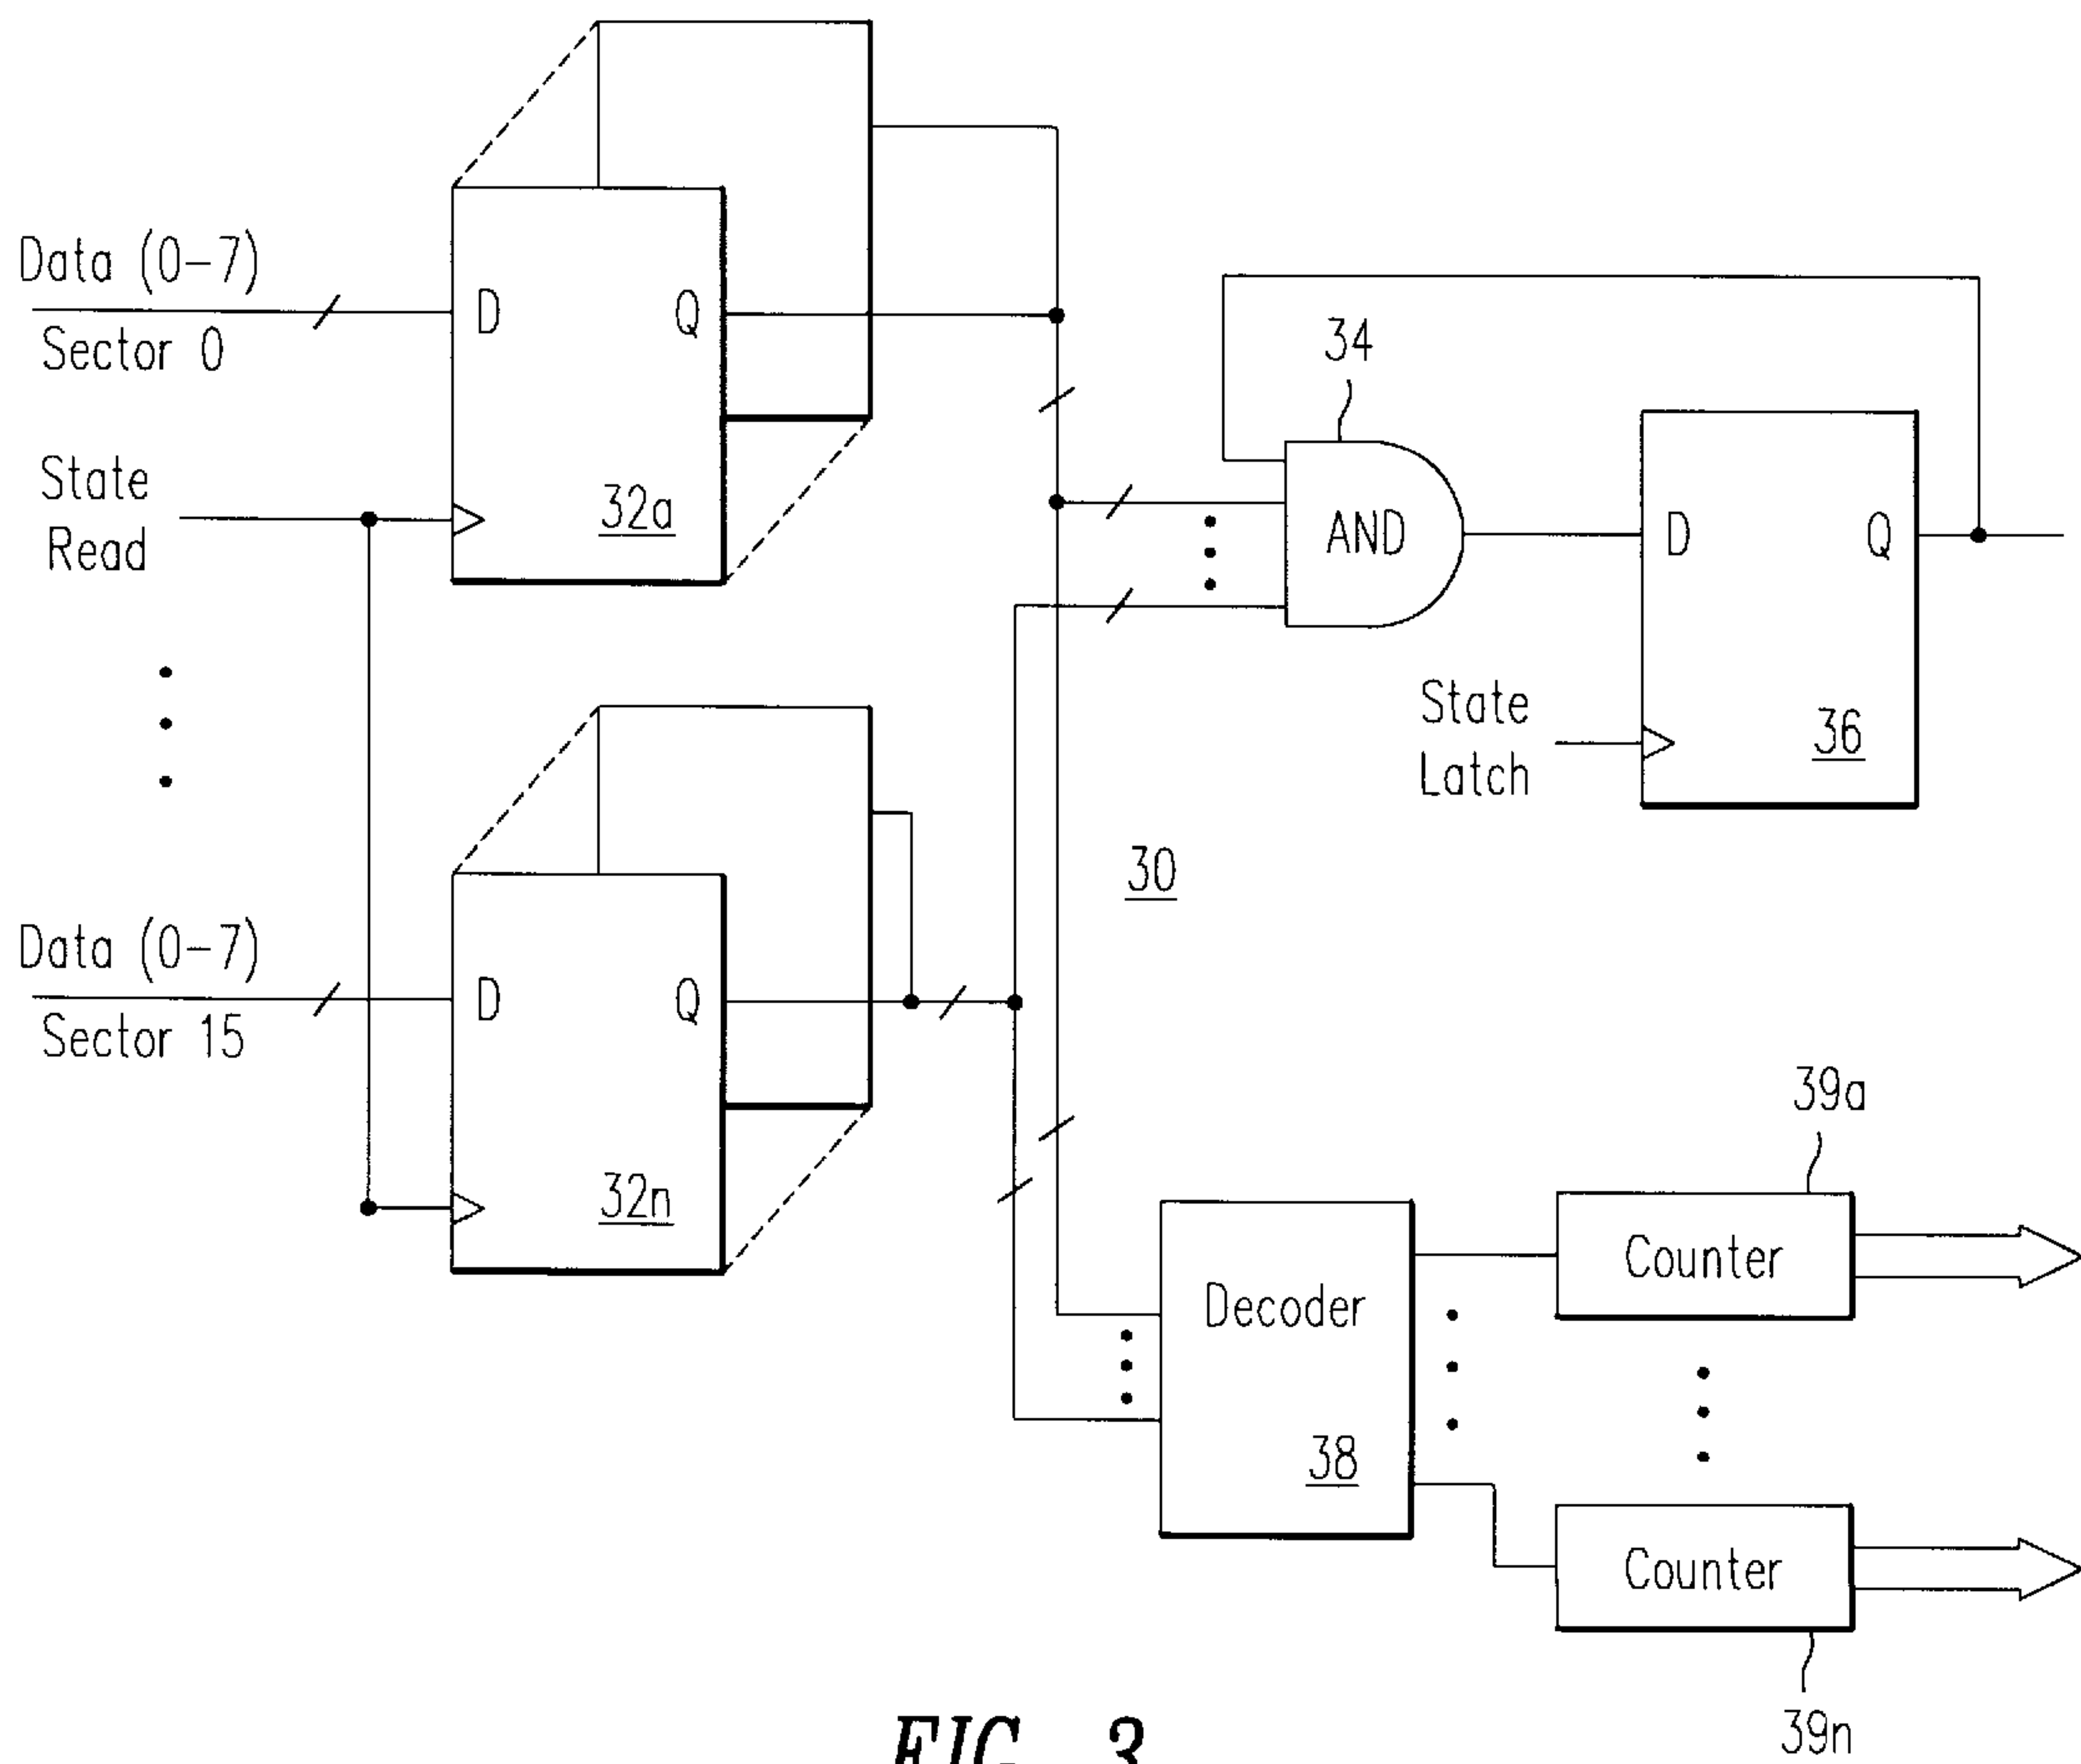 Data (0-7)
Sector 0
D
Q
State
Read
32a
34
AND
D
Q
State
Latch
36
30
Data (0-7)
Sector 15
D
Q
32n
Decoder
38
39a
Counter
Counter
39n
FIG. 3